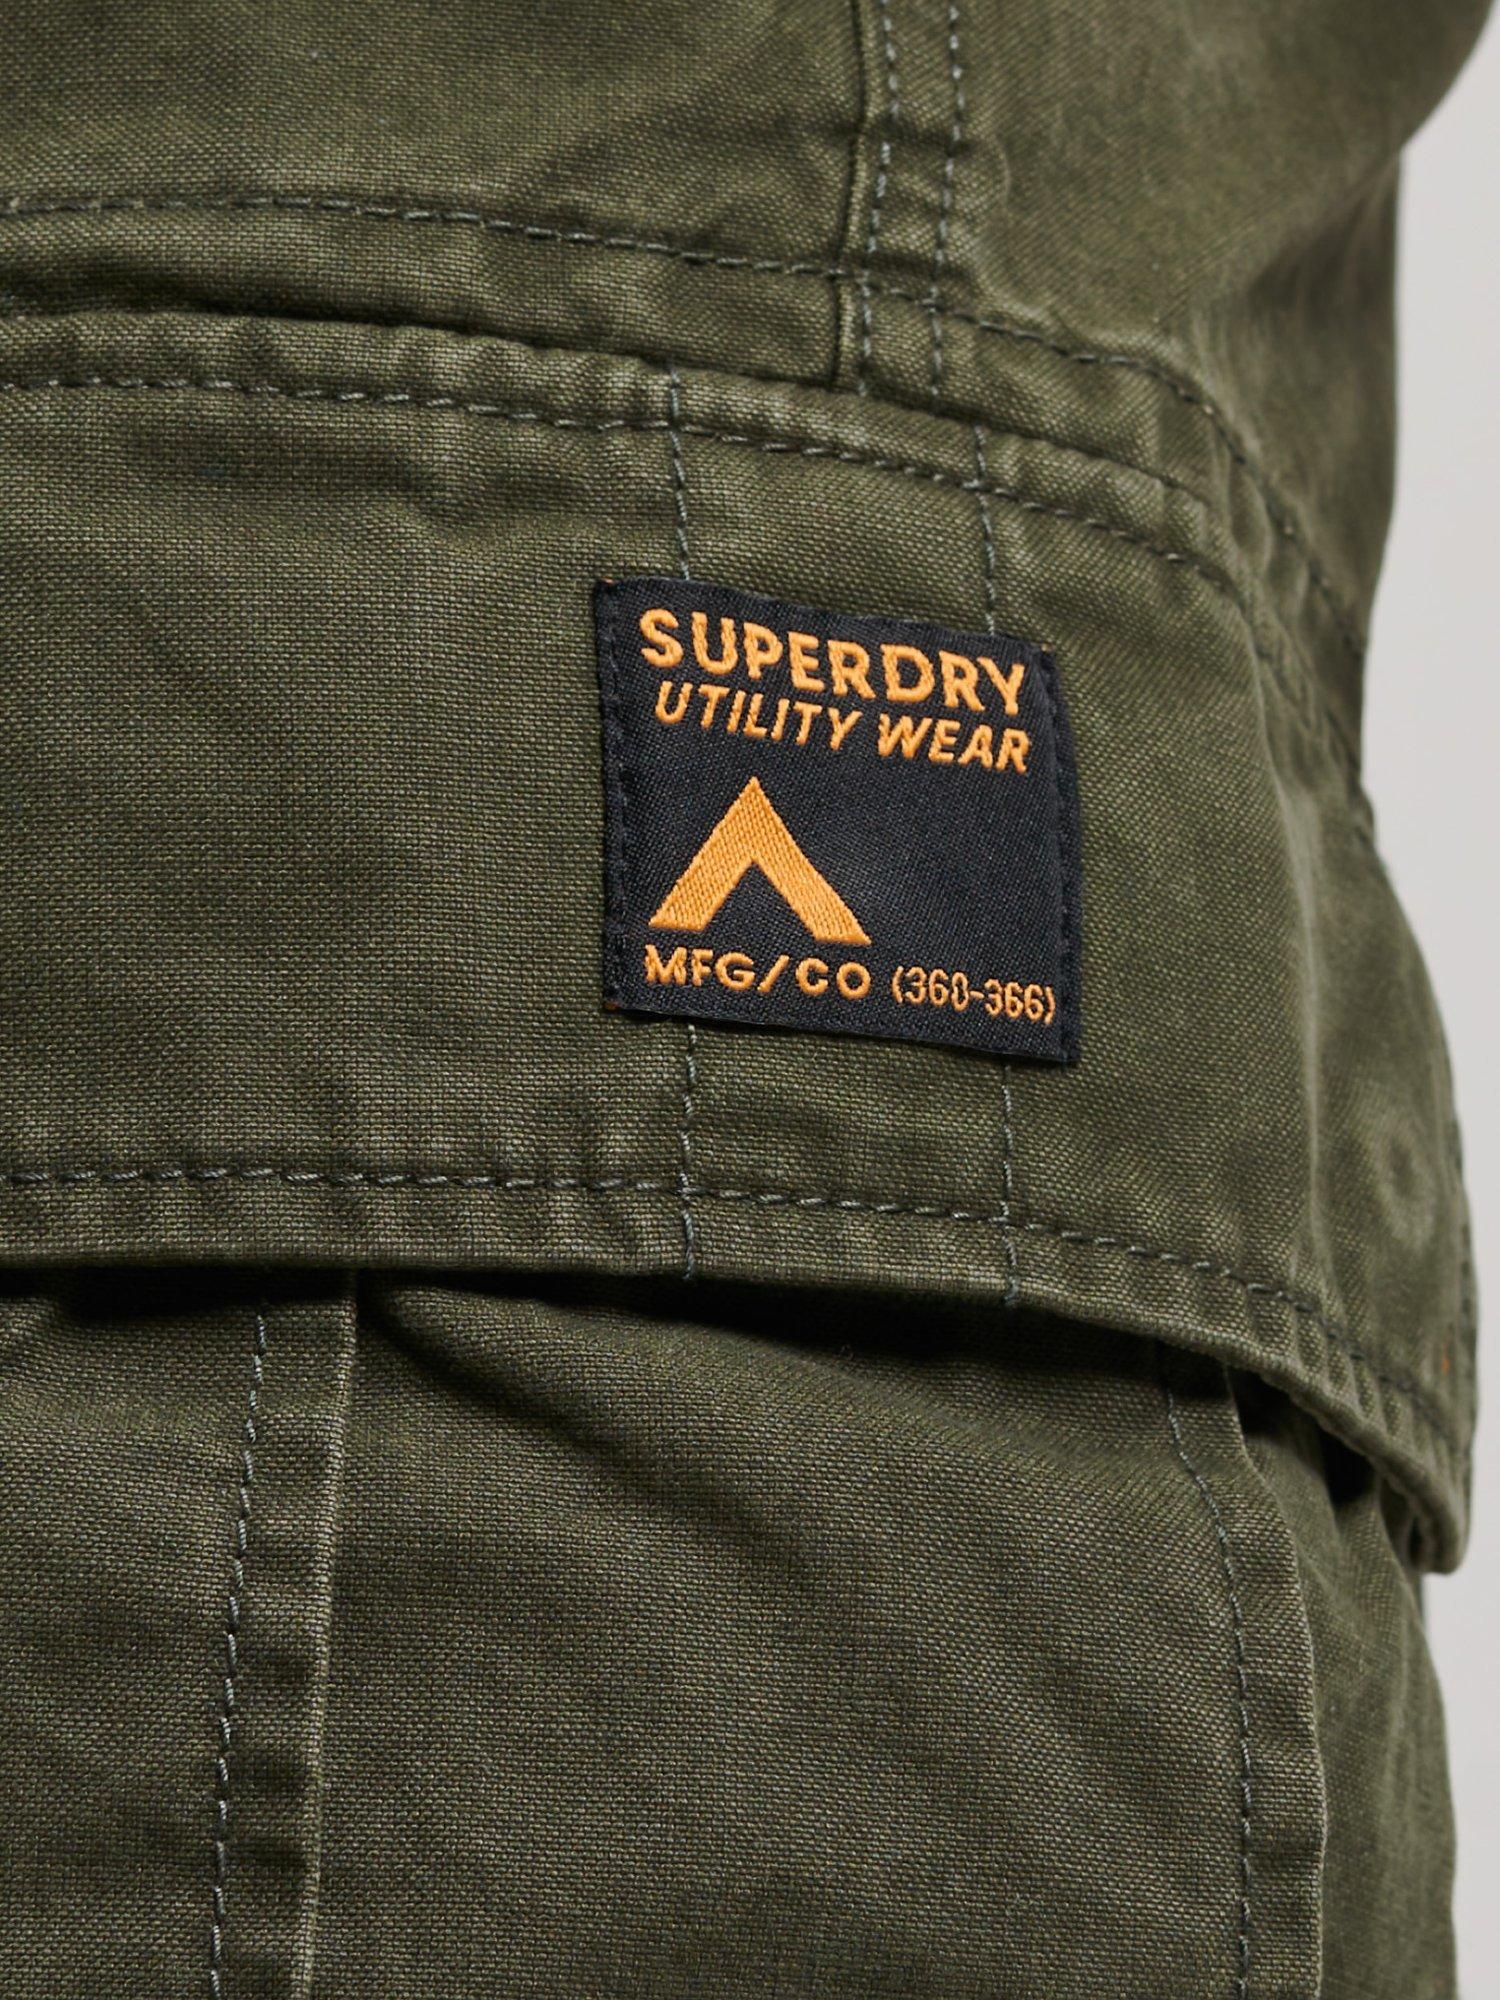 SUPERDRY
UTILITY WEAR
MFG/CO (360-366)